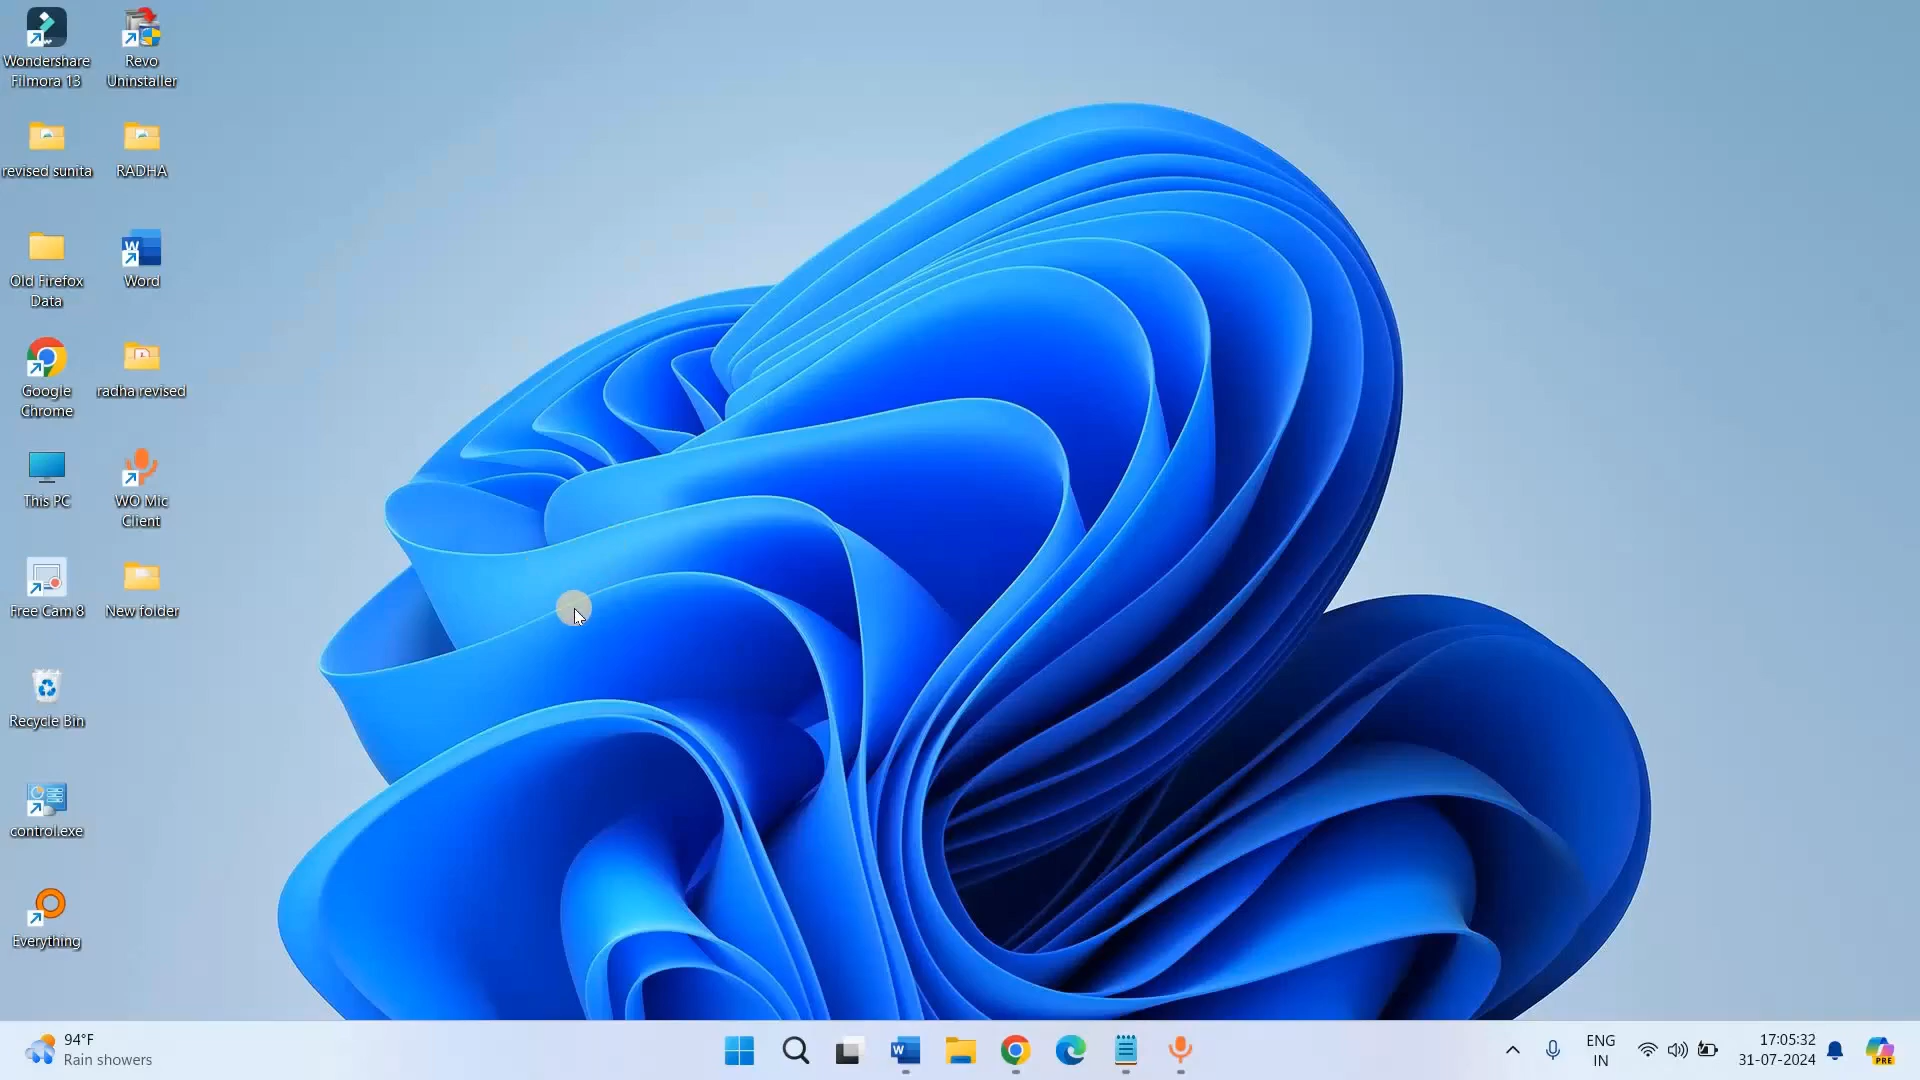 Wondershare
Filmora 13
Revo
Uninstaller
revised sunita
RADHA
Old Firefox
Data
Word
Google
Chrome
radha revised
This PC
WO Mic
Client
Free Cam 8
New folder
Recycle Bin
control.exe
Everything
94°F
Rain showers
ENG
IN
17:05:32
31-07-2024
PRE